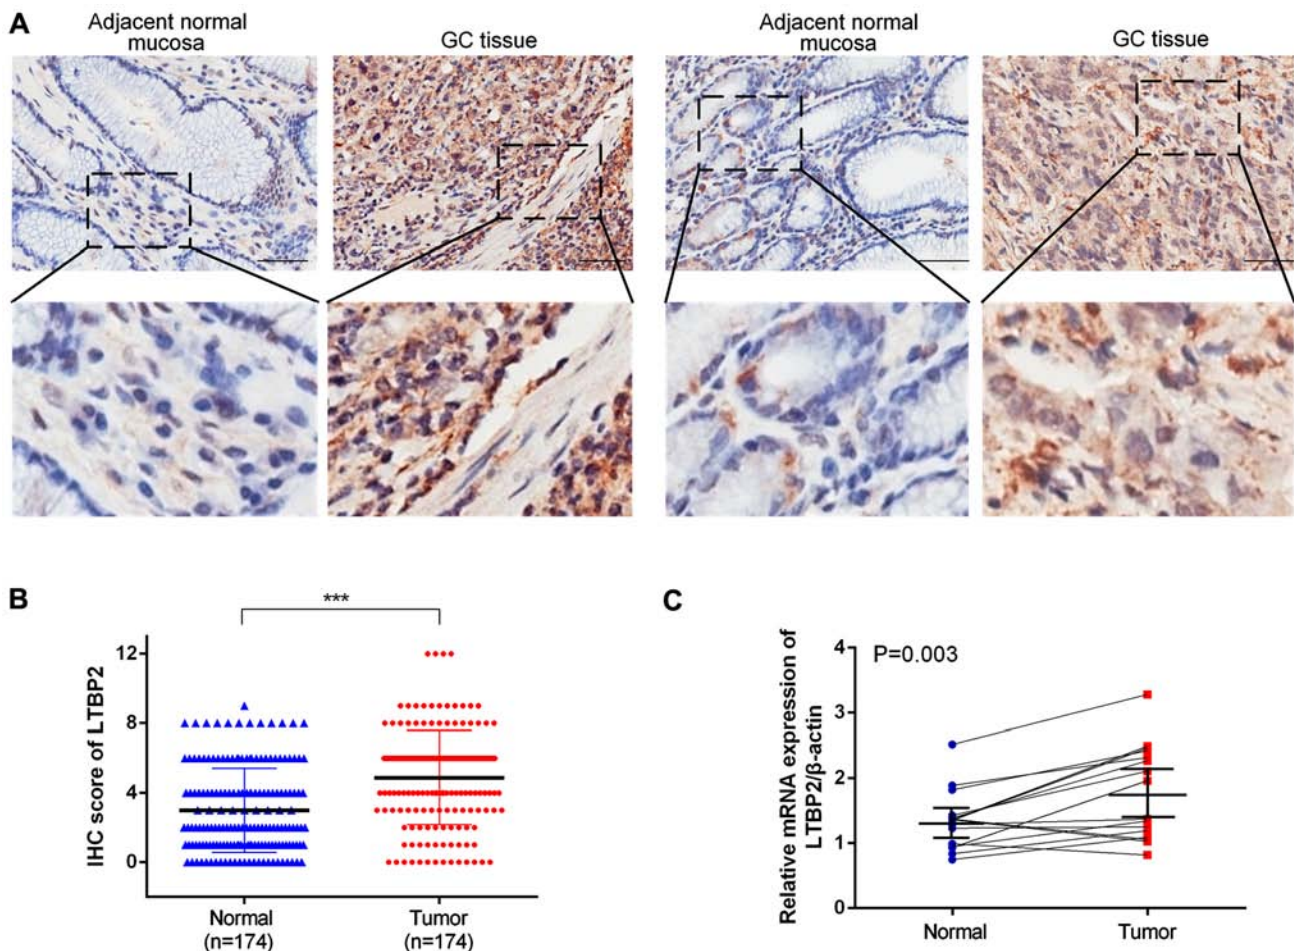 A
Adjacent normal
mucosa
GC tissue
Adjacent normal
mucosa
GC tissue
B
***
IHC score of LTBP2
12
8
4
0
Normal
(n=174)
Tumor
(n=174)
C
P=0.003
Relative mRNA expression of
LTBP2/β-actin
4
3
2
1
0
Normal
Tumor